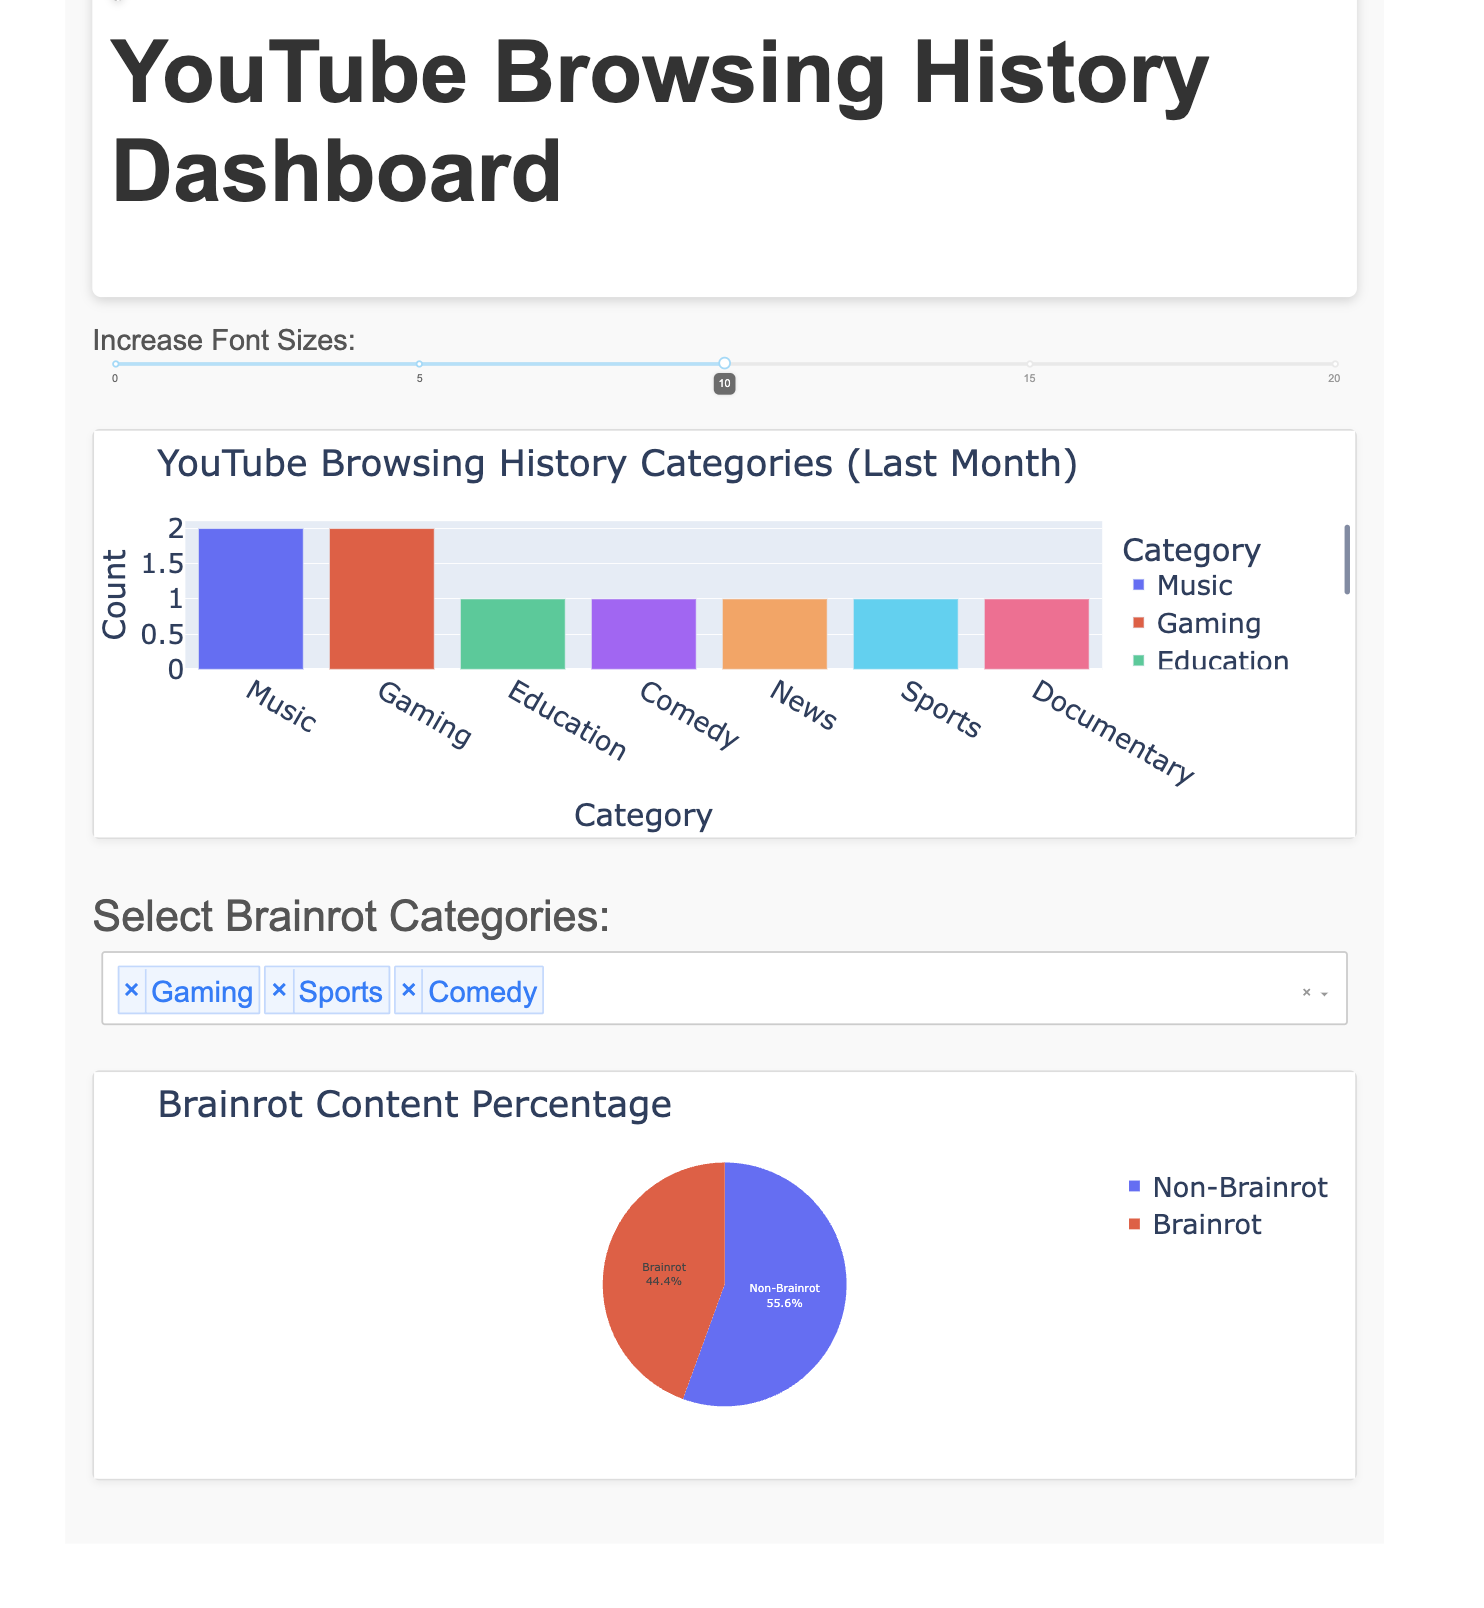 YouTube Browsing History
Dashboard
Increase Font Sizes:
0 5 10 15 20
YouTube Browsing History Categories (Last Month)
Count
2
1.5
1
0.5
0
Music Gaming Education Comedy News Sports Documentary
Category
Category
Music
Gaming
Education
Select Brainrot Categories:
× Gaming × Sports × Comedy ×
Brainrot Content Percentage
Brainrot
44.4%
Non-Brainrot
55.6%
Non-Brainrot
Brainrot